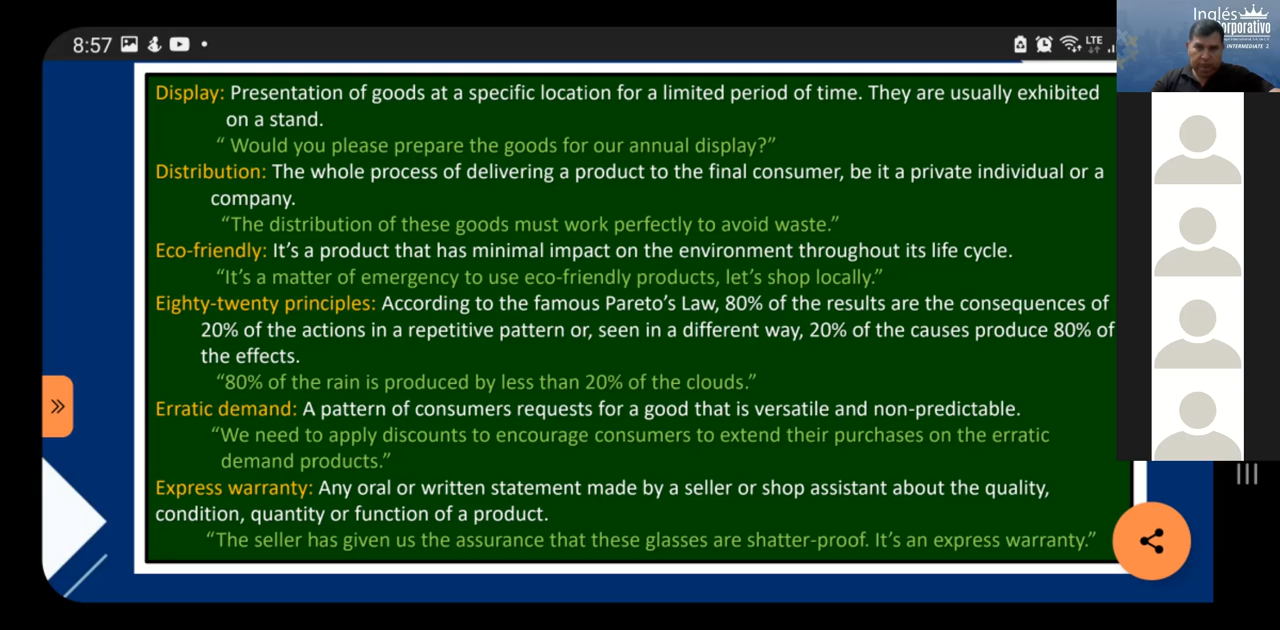 8:57
LTE
Inglés
orporativo
INTERMEDIATE 2
Display: Presentation of goods at a specific location for a limited period of time. They are usually exhibited
on a stand.
“ Would you please prepare the goods for our annual display?”
Distribution: The whole process of delivering a product to the final consumer, be it a private individual or a
company.
“The distribution of these goods must work perfectly to avoid waste.”
Eco-friendly: It’s a product that has minimal impact on the environment throughout its life cycle.
“It’s a matter of emergency to use eco-friendly products, let’s shop locally.”
Eighty-twenty principles: According to the famous Pareto’s Law, 80% of the results are the consequences of
20% of the actions in a repetitive pattern or, seen in a different way, 20% of the causes produce 80% of
the effects.
“80% of the rain is produced by less than 20% of the clouds.”
Erratic demand: A pattern of consumers requests for a good that is versatile and non-predictable.
“We need to apply discounts to encourage consumers to extend their purchases on the erratic
demand products.”
Express warranty: Any oral or written statement made by a seller or shop assistant about the quality,
condition, quantity or function of a product.
“The seller has given us the assurance that these glasses are shatter-proof. It’s an express warranty.”